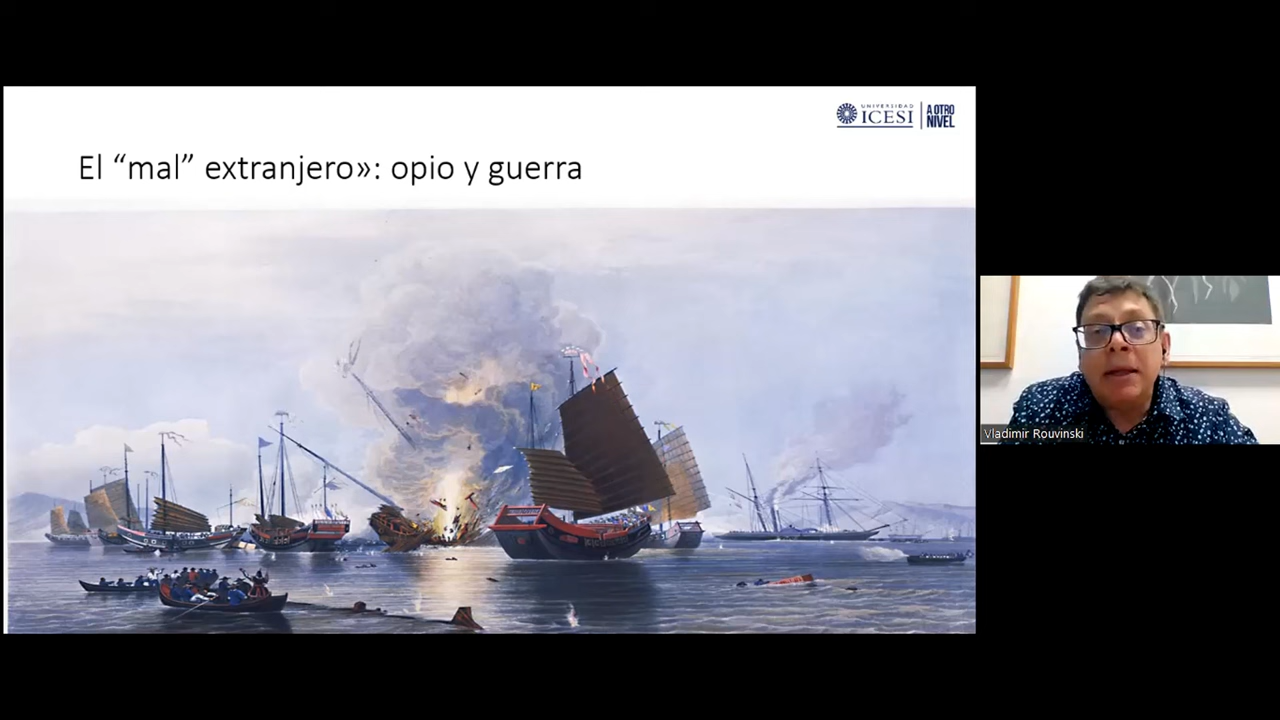 UNIVERSIDAD
ICESI
A OTRO
NIVEL
El “mal” extranjero»: opio y guerra
Vladimir Rouvinski